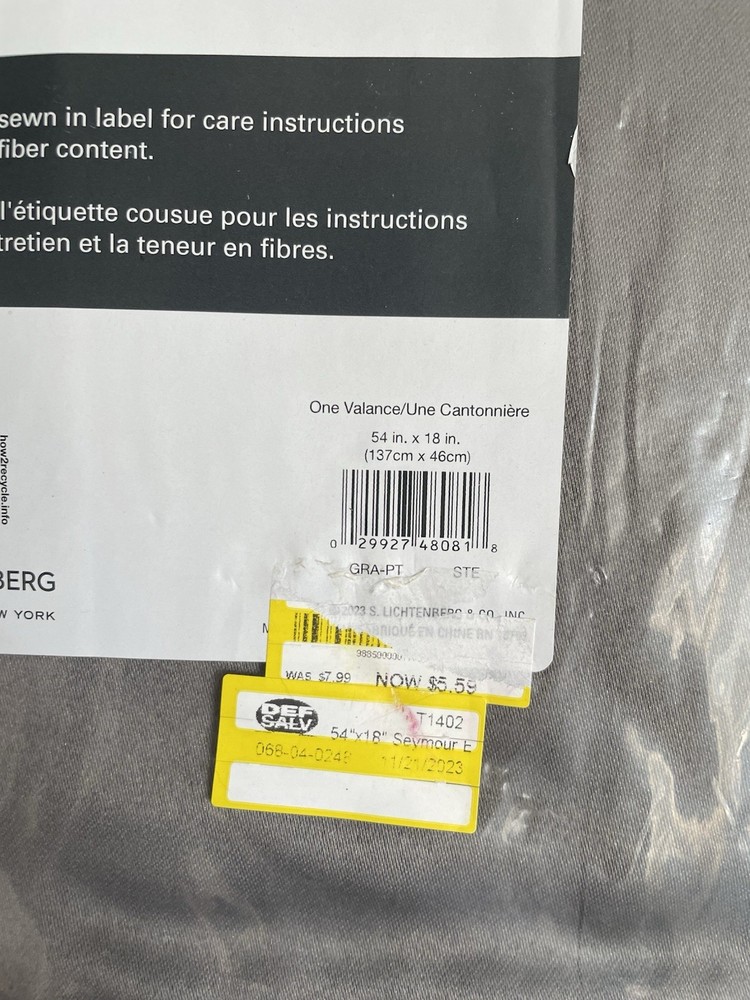 sewn in label for care instructions
fiber content.
l'étiquette cousue pour les instructions
tretien et la teneur en fibres.
One Valance/Une Cantonnière
54 in. x 18 in.
(137cm x 46cm)
0 29927 48081 8
GRA-PT STE
how2recycle.info
BERG
W YORK
2023 S. LICHTENBERG & CO., INC.
FABRIQUÉ EN CHINE RN
WAS $7.99 NOW $5.59
DEF
SALV
T1402
54"x18" Seymour E
068-04-0248 11/21/2023